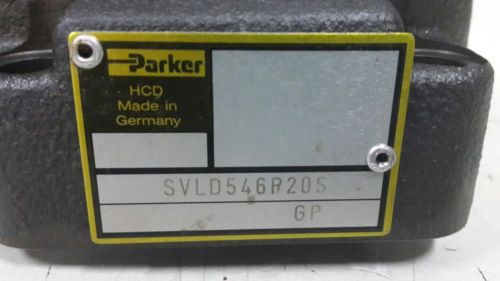 Parker
HCD
Made in
Germany
SVLD546R20S
GP